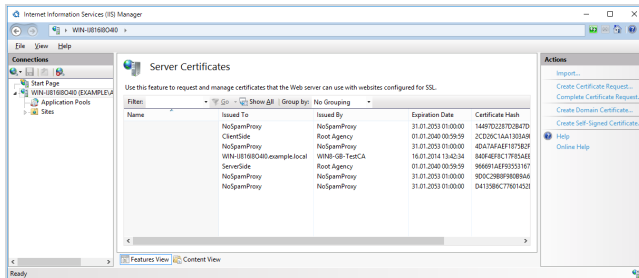 Internet Information Services (IIS) Manager
WIN-IJ816I8O4I0
File View Help
Connections
Start Page
WIN-IJ816I8O4I0 (EXAMPLE\A
Application Pools
Sites
Server Certificates
Use this feature to request and manage certificates that the Web server can use with websites configured for SSL.
Filter: Go Show All Group by: No Grouping
Name Issued To Issued By Expiration Date Certificate Hash
NoSpamProxy NoSpamProxy 31.01.2053 01:00:00 14497D2287D2B47D
ClientSide Root Agency 01.01.2040 00:59:59 2CD26C1AA1303A9
NoSpamProxy NoSpamProxy 31.01.2053 01:00:00 4DA7AFAEF1875B2F
WIN-IJ816I8O4I0.example.local WIN8-GB-TestCA 16.01.2014 13:42:34 840F4EF8C17F85AEE
ServerSide Root Agency 01.01.2040 00:59:59 966691AEF93553167
NoSpamProxy NoSpamProxy 31.01.2053 01:00:00 9D0C29B8F980B9A6
NoSpamProxy NoSpamProxy 31.01.2053 01:00:00 D4135B6C77601452
Features View Content View
Actions
Import...
Create Certificate Request...
Complete Certificate Request.
Create Domain Certificate...
Create Self-Signed Certificate.
Help
Online Help
Ready